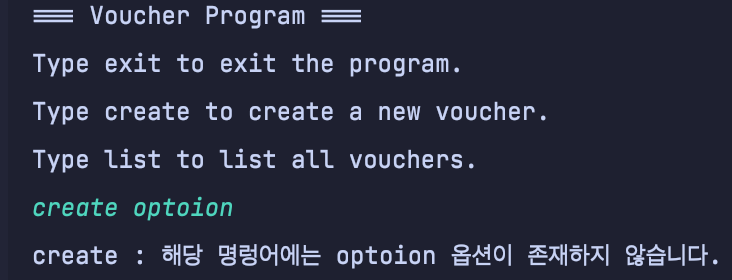 === Voucher Program ===
Type exit to exit the program.
Type create to create a new voucher.
Type list to list all vouchers.
create optoion
create : 해당 명렁어에는 optoion 옵션이 존재하지 않습니다.